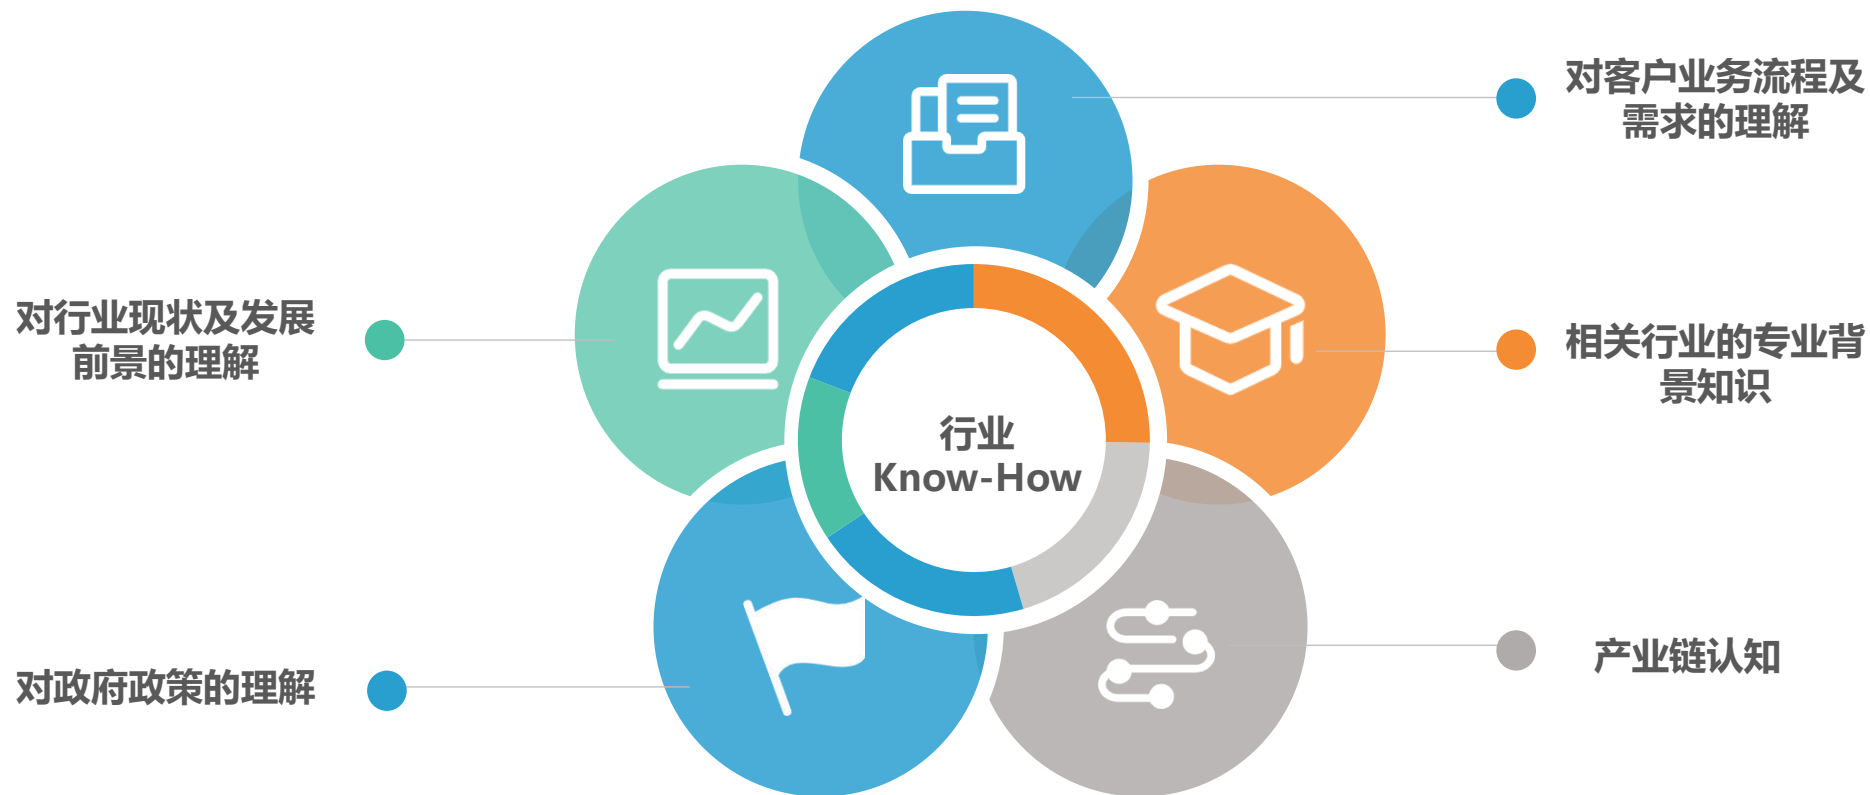 对客户业务流程及
需求的理解
对行业现状及发展
前景的理解
相关行业的专业背
景知识
行业
Know-How
产业链认知
对政府政策的理解